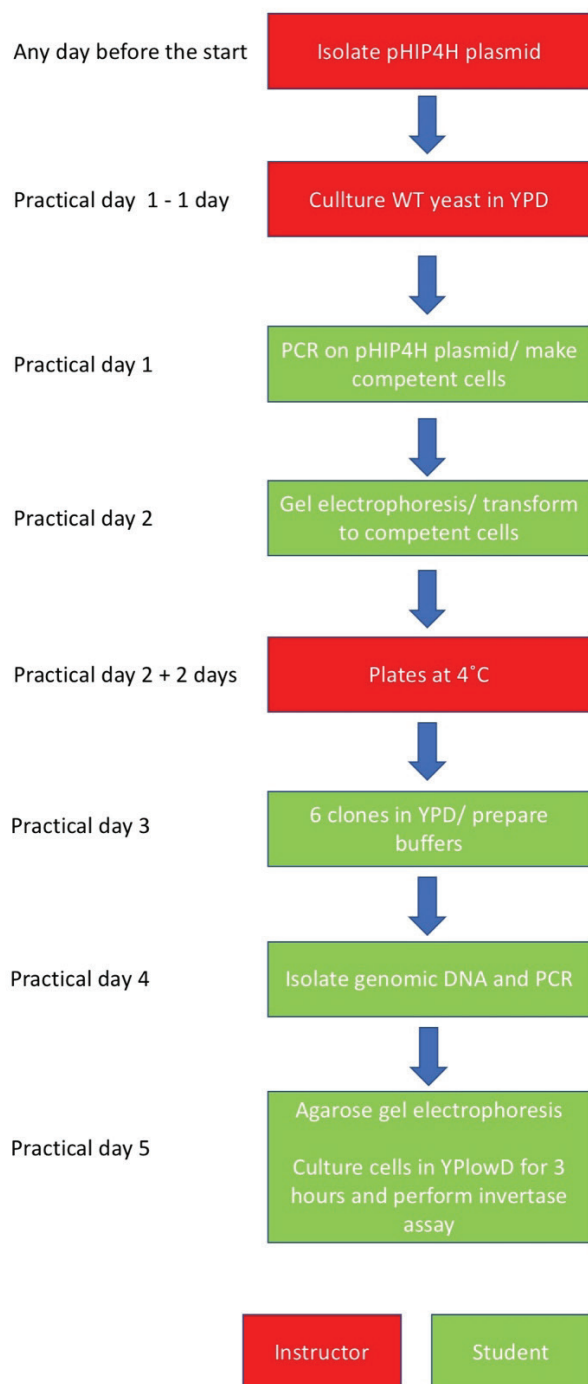 Any day before the start
Isolate pHIP4H plasmid
Practical day 1 - 1 day
Cullture WT yeast in YPD
Practical day 1
PCR on pHIP4H plasmid/ make
competent cells
Practical day 2
Gel electrophoresis/ transform
to competent cells
Practical day 2 + 2 days
Plates at 4˚C
Practical day 3
6 clones in YPD/ prepare
buffers
Practical day 4
Isolate genomic DNA and PCR
Practical day 5
Agarose gel electrophoresis
Culture cells in YPlowD for 3
hours and perform invertase
assay
Instructor
Student